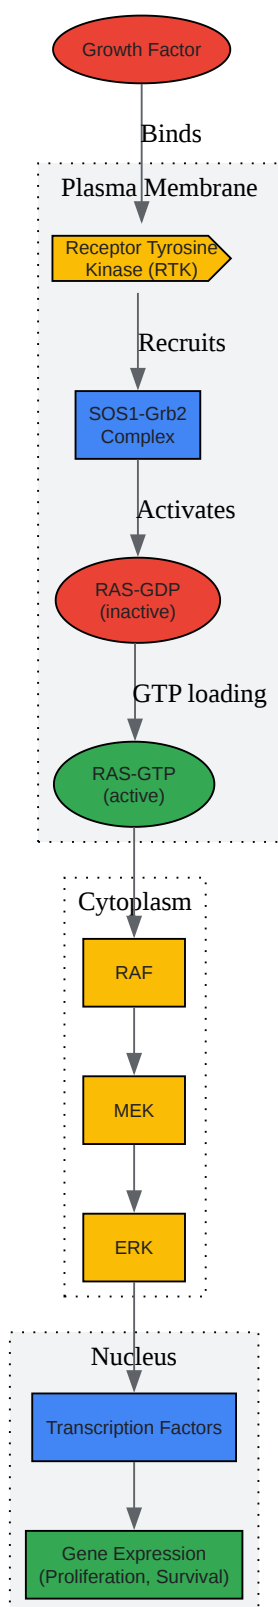 Growth Factor
Binds
Plasma Membrane
Receptor Tyrosine
Kinase (RTK)
Recruits
SOS1-Grb2
Complex
Activates
RAS-GDP
(inactive)
GTP loading
RAS-GTP
(active)
Cytoplasm
RAF
MEK
ERK
Nucleus
Transcription Factors
Gene Expression
(Proliferation, Survival)